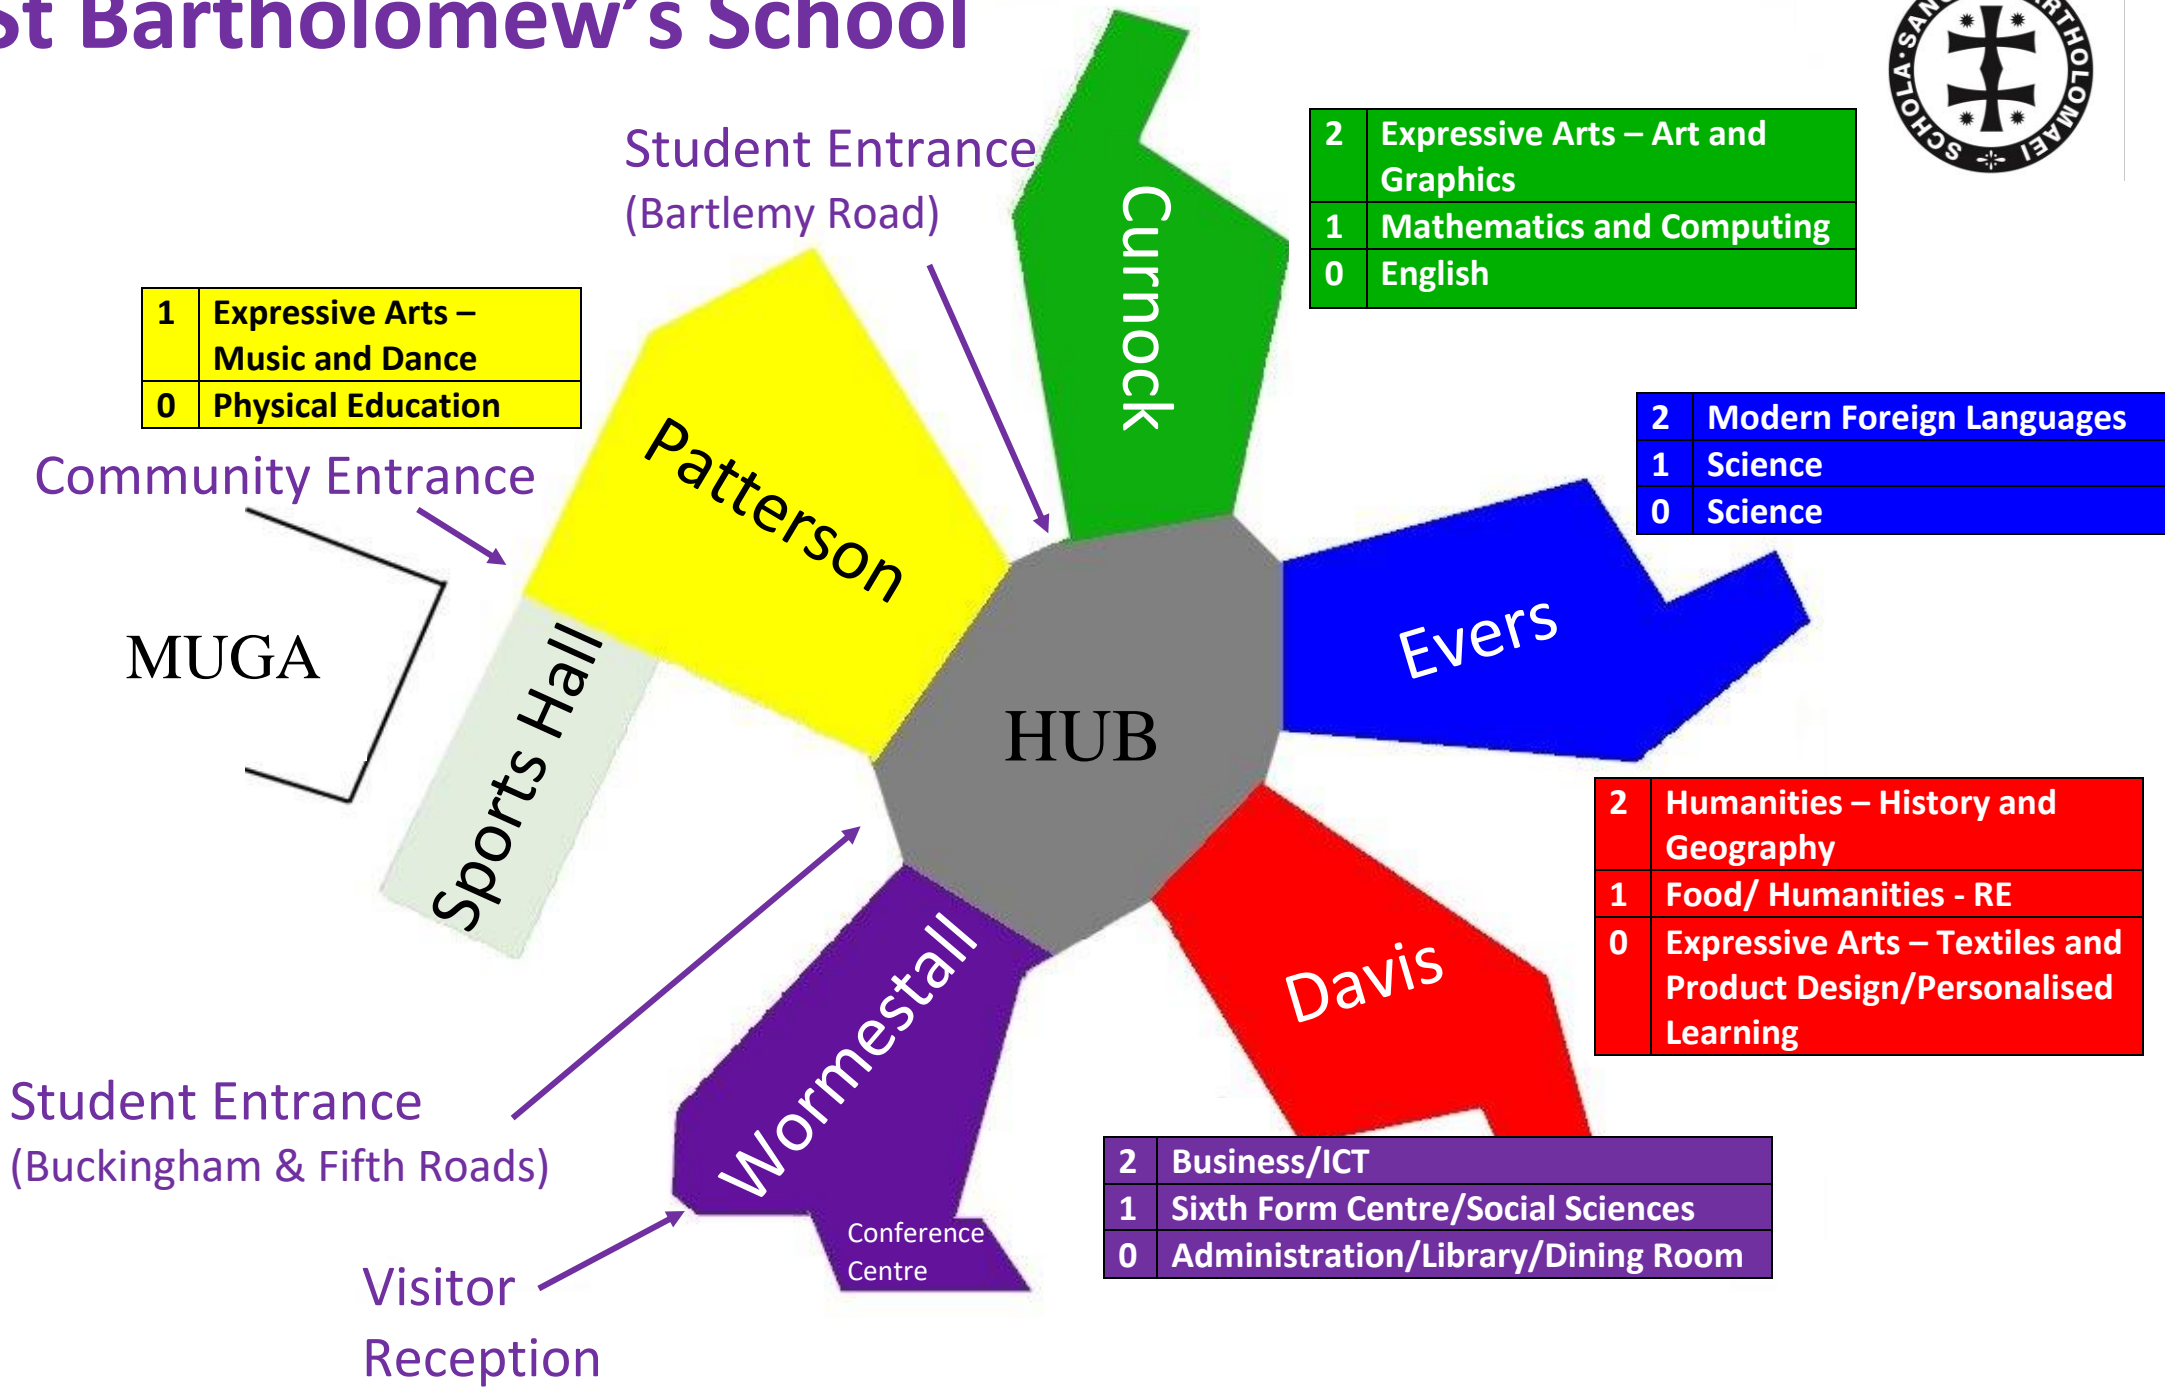 St Bartholomew's School
SCHOLA·SANCTI BARTHOLOMAEI
Student Entrance
(Bartlemy Road)
Curnock
2 Expressive Arts – Art and
Graphics
1 Mathematics and Computing
0 English
1 Expressive Arts –
Music and Dance
0 Physical Education
Community Entrance
Patterson
2 Modern Foreign Languages
1 Science
0 Science
MUGA
Sports Hall
HUB
Evers
2 Humanities – History and
Geography
1 Food/ Humanities - RE
0 Expressive Arts – Textiles and
Product Design/Personalised
Learning
Davis
Wormestall
Student Entrance
(Buckingham & Fifth Roads)
2 Business/ICT
1 Sixth Form Centre/Social Sciences
0 Administration/Library/Dining Room
Conference
Centre
Visitor
Reception